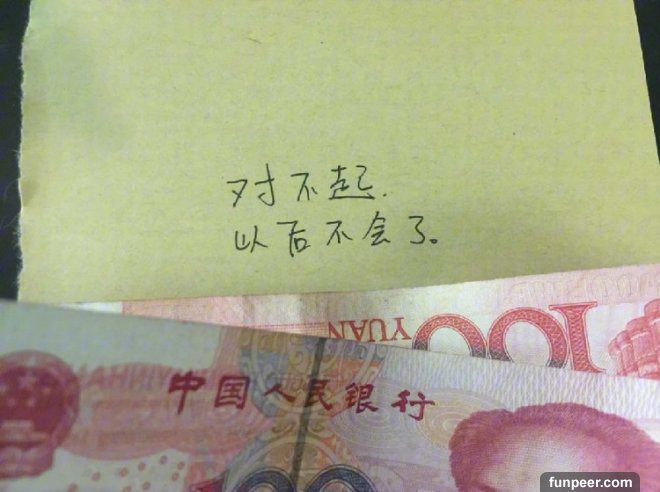 对不起.
以后不会了。
100
YUAN
中国人民银行
funpeer.com